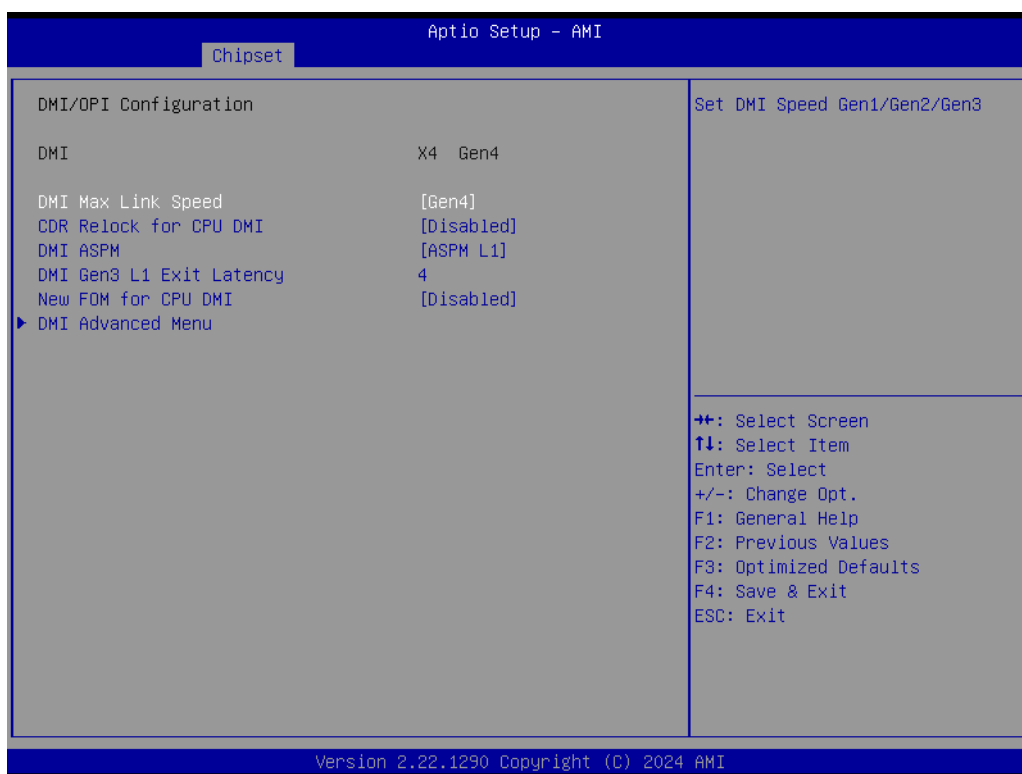 Aptio Setup - AMI
Chipset
DMI/OPI Configuration
DMI X4 Gen4
DMI Max Link Speed [Gen4]
CDR Relock for CPU DMI [Disabled]
DMI ASPM [ASPM L1]
DMI Gen3 L1 Exit Latency 4
New FOM for CPU DMI [Disabled]
DMI Advanced Menu
Set DMI Speed Gen1/Gen2/Gen3
→←: Select Screen
↑↓: Select Item
Enter: Select
+/-: Change Opt.
F1: General Help
F2: Previous Values
F3: Optimized Defaults
F4: Save & Exit
ESC: Exit
Version 2.22.1290 Copyright (C) 2024 AMI